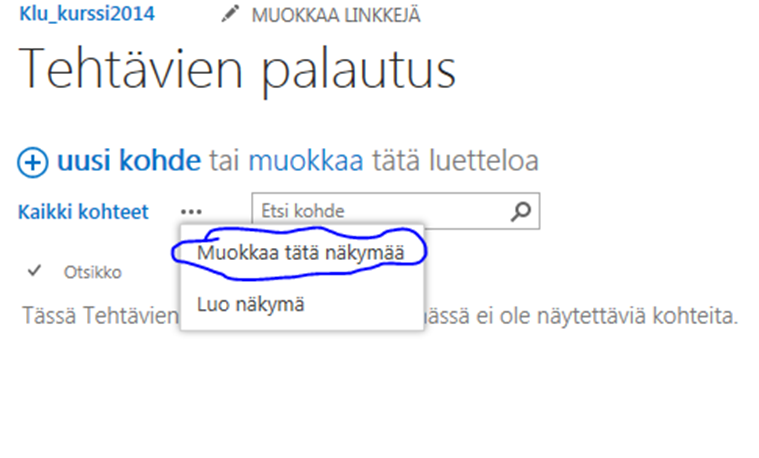 Klu_kurssi2014 MUOKKAA LINKKEJÄ
Tehtävien palautus
uusi kohde tai muokkaa tätä luetteloa
Kaikki kohteet ••• Etsi kohde
Muokkaa tätä näkymää
Otsikko
Luo näkymä
Tässä Tehtävien ässä ei ole näytettäviä kohteita.